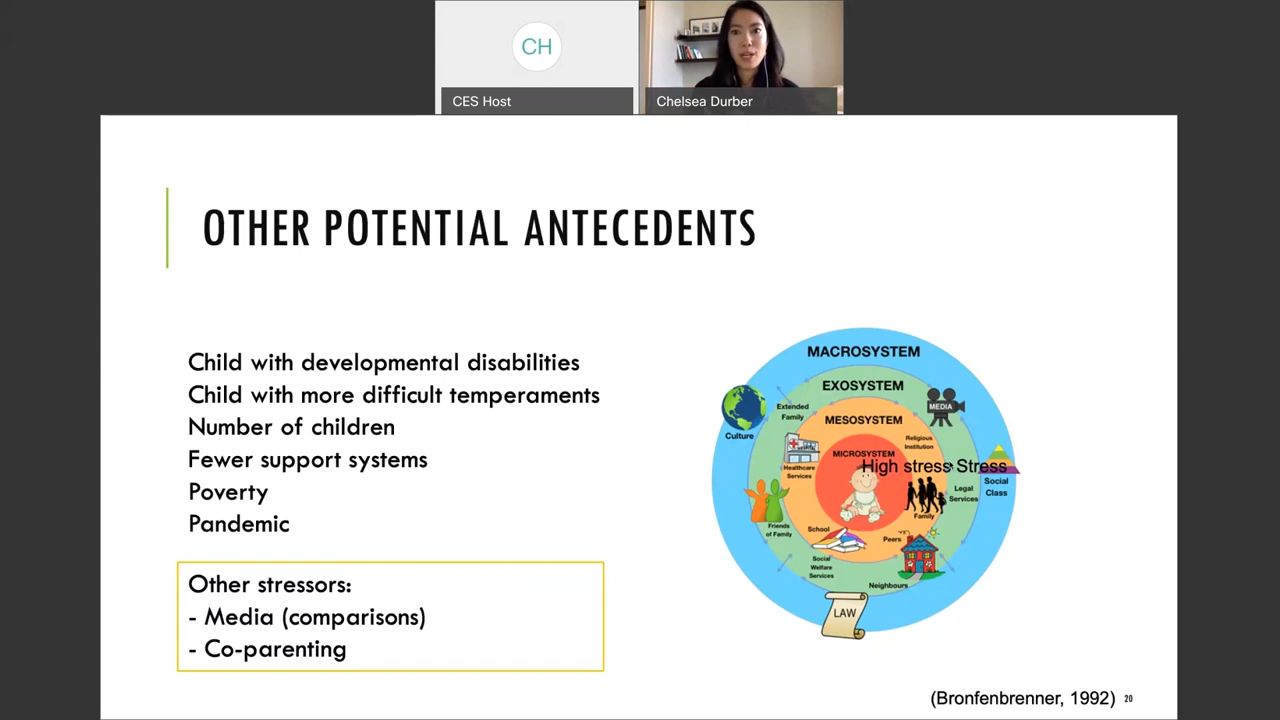 CH
CES Host
Chelsea Durber
OTHER POTENTIAL ANTECEDENTS
Child with developmental disabilities
Child with more difficult temperaments
Number of children
Fewer support systems
Poverty
Pandemic
Other stressors:
- Media (comparisons)
- Co-parenting
MACROSYSTEM
EXOSYSTEM
MESOSYSTEM
MICROSYSTEM
Culture
Extended
Family
MEDIA
Religious
Institution
Healthcare
Services
High stress Stress
Social
Class
Legal
Services
Family
Friends
of Family
School
Peers
Social
Welfare
Services
Neighbours
LAW
(Bronfenbrenner, 1992)
20